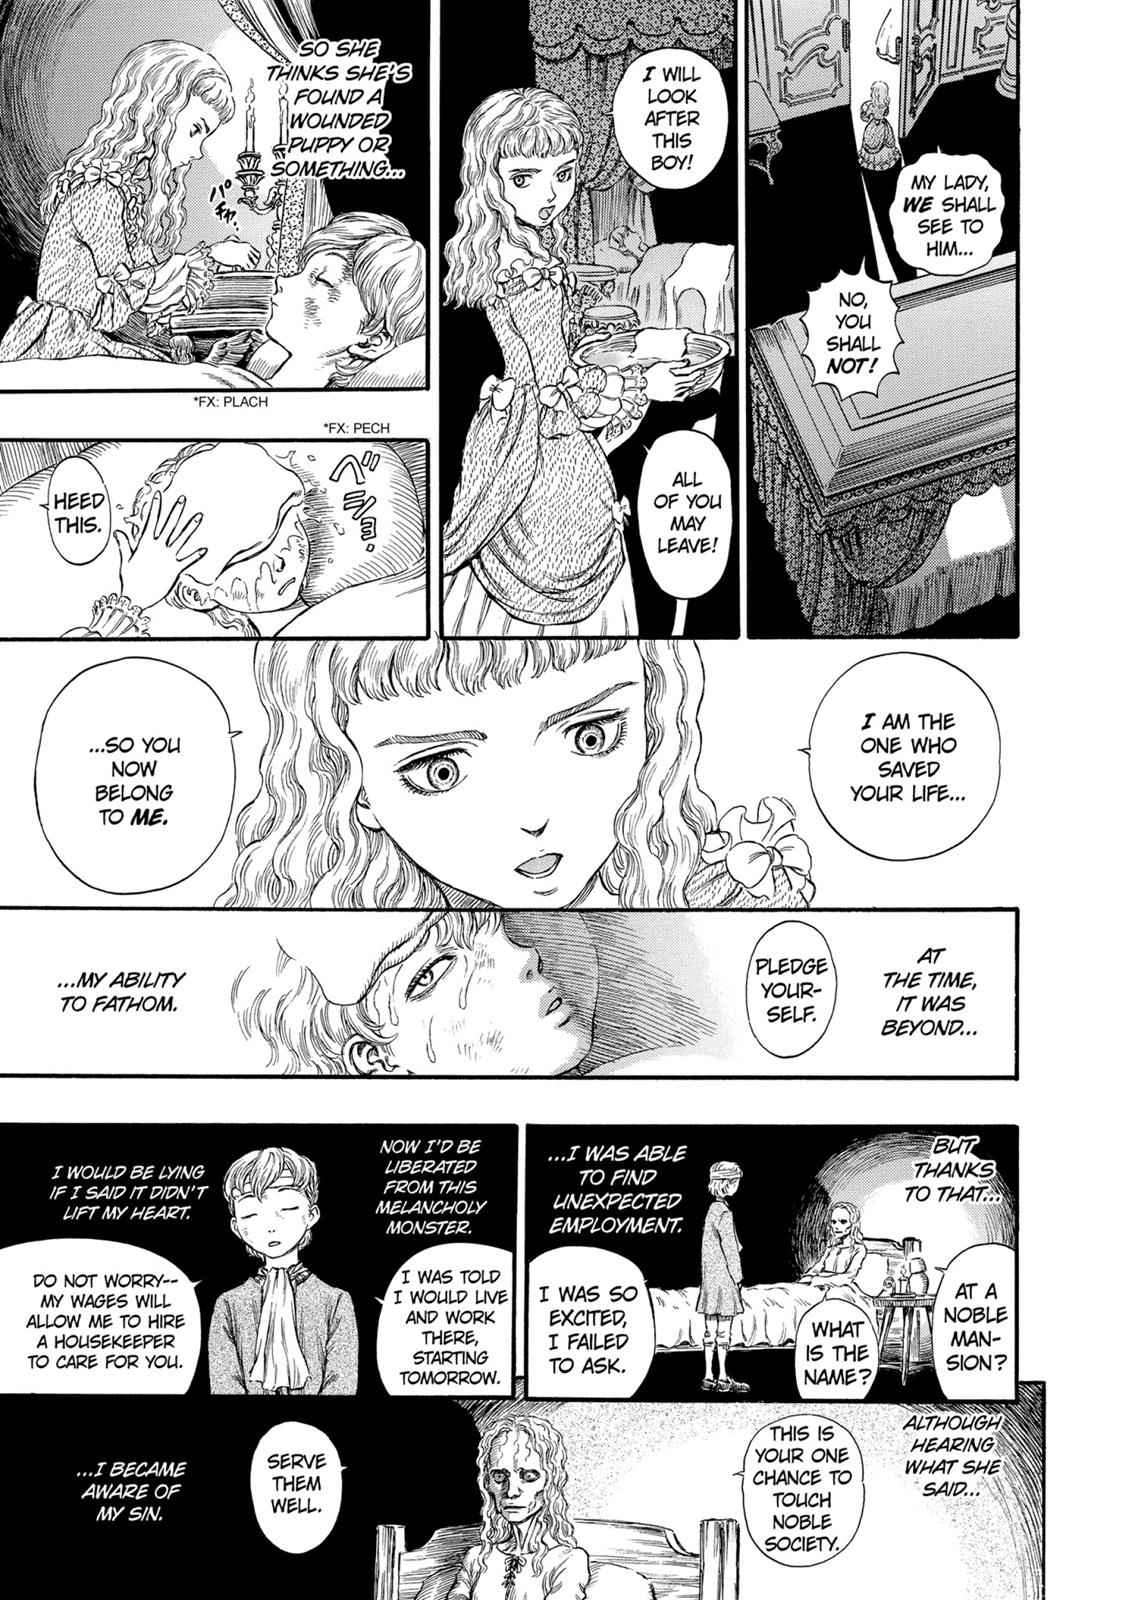 MY LADY,
WE SHALL
SEE TO
HIM...
NO,
YOU
SHALL
NOT!
I WILL
LOOK
AFTER
THIS
BOY!
ALL
OF YOU
MAY
LEAVE!
SO SHE
THINKS SHE'S
FOUND A
WOUNDED
PUPPY OR
SOMETHING...
パチャ..
*FX: PLACH
*FX: PECH
HEED
THIS.
ベショ.
I AM THE
ONE WHO
SAVED
YOUR LIFE...
...SO YOU
NOW
BELONG
TO ME.
AT
THE TIME,
IT WAS
BEYOND...
PLEDGE
YOUR-
SELF.
...MY ABILITY
TO FATHOM.
BUT
THANKS
TO THAT...
...I WAS ABLE
TO FIND
UNEXPECTED
EMPLOYMENT.
AT A
NOBLE
MAN-
SION?
WHAT
IS THE
NAME?
I WAS SO
EXCITED,
I FAILED
TO ASK.
NOW I'D BE
LIBERATED
FROM THIS
MELANCHOLY
MONSTER.
I WAS TOLD
I WOULD LIVE
AND WORK
THERE,
STARTING
TOMORROW.
I WOULD BE LYING
IF I SAID IT DIDN'T
LIFT MY HEART.
DO NOT WORRY--
MY WAGES WILL
ALLOW ME TO HIRE
A HOUSEKEEPER
TO CARE FOR YOU.
ALTHOUGH
HEARING
WHAT SHE
SAID...
THIS IS
YOUR ONE
CHANCE TO
TOUCH
NOBLE
SOCIETY.
SERVE
THEM
WELL.
...I BECAME
AWARE OF
MY SIN.